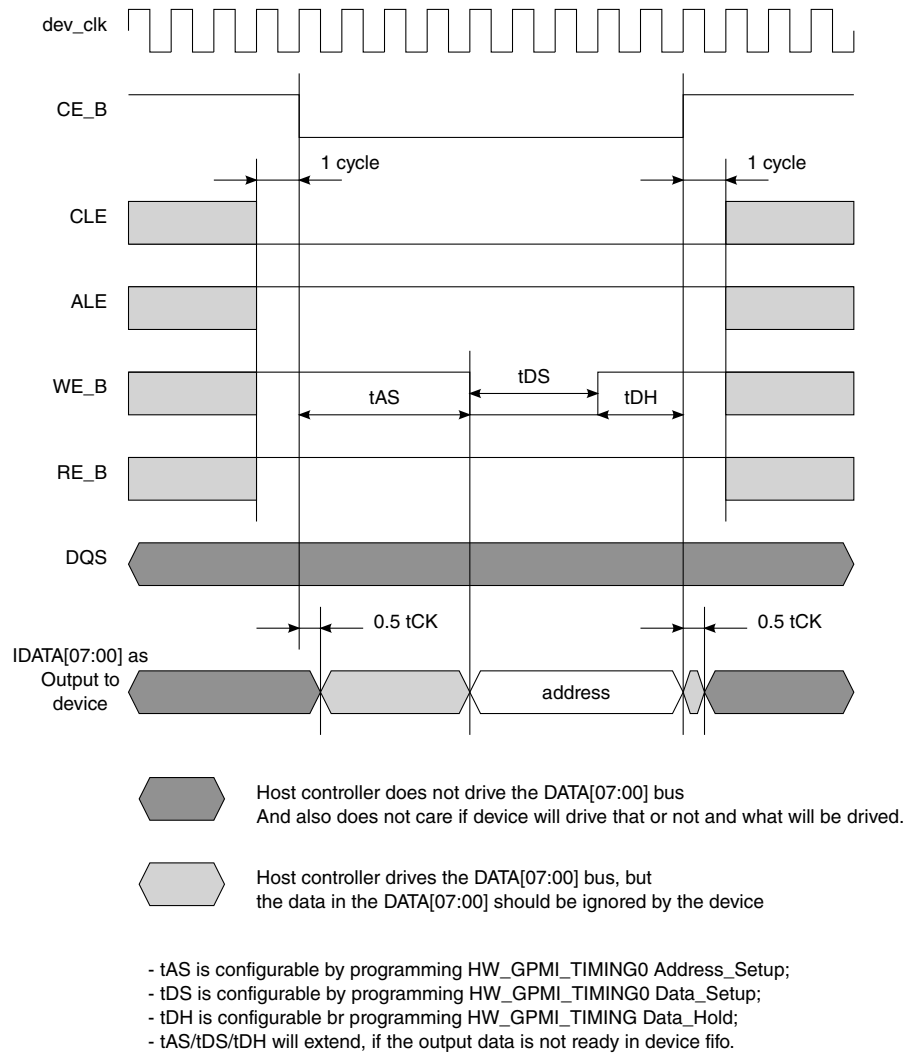 dev_clk
CE_B
1 cycle
1 cycle
CLE
ALE
WE_B
tAS
tDS
tDH
RE_B
DQS
0.5 tCK
0.5 tCK
IDATA[07:00] as
Output to
device
address
Host controller does not drive the DATA[07:00] bus
And also does not care if device will drive that or not and what will be drived.
Host controller drives the DATA[07:00] bus, but
the data in the DATA[07:00] should be ignored by the device
- tAS is configurable by programming HW_GPMI_TIMING0 Address_Setup;
- tDS is configurable by programming HW_GPMI_TIMING0 Data_Setup;
- tDH is configurable br programming HW_GPMI_TIMING Data_Hold;
- tAS/tDS/tDH will extend, if the output data is not ready in device fifo.